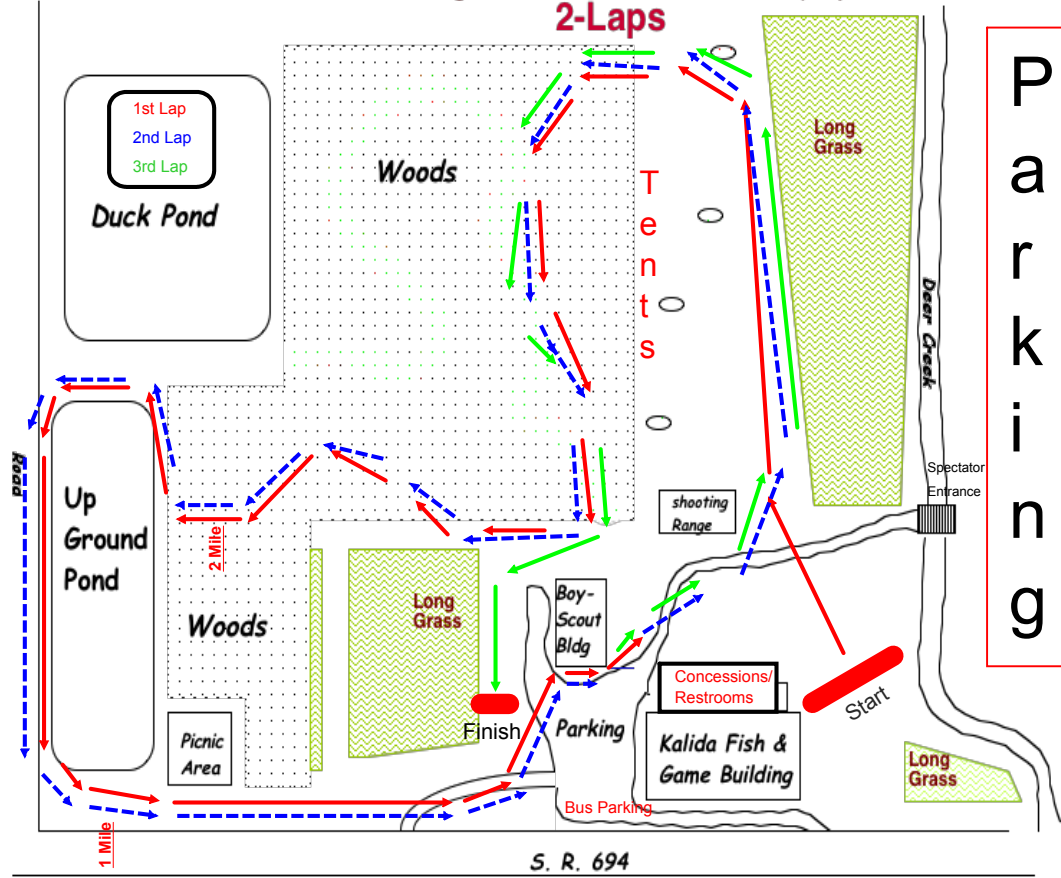 2-Laps
1st Lap
2nd Lap
3rd Lap
Duck Pond
Woods
Tents
Long
Grass
Parking
Deer Creek
Road
Up
Ground
Pond
2 Mile
Woods
Long
Grass
shooting
Range
Spectator
Entrance
Boy-
Scout
Bldg
Concessions/
Restrooms
Start
Finish
Parking
Picnic
Area
Kalida Fish &
Game Building
Long
Grass
Bus Parking
1 Mile
S. R. 694